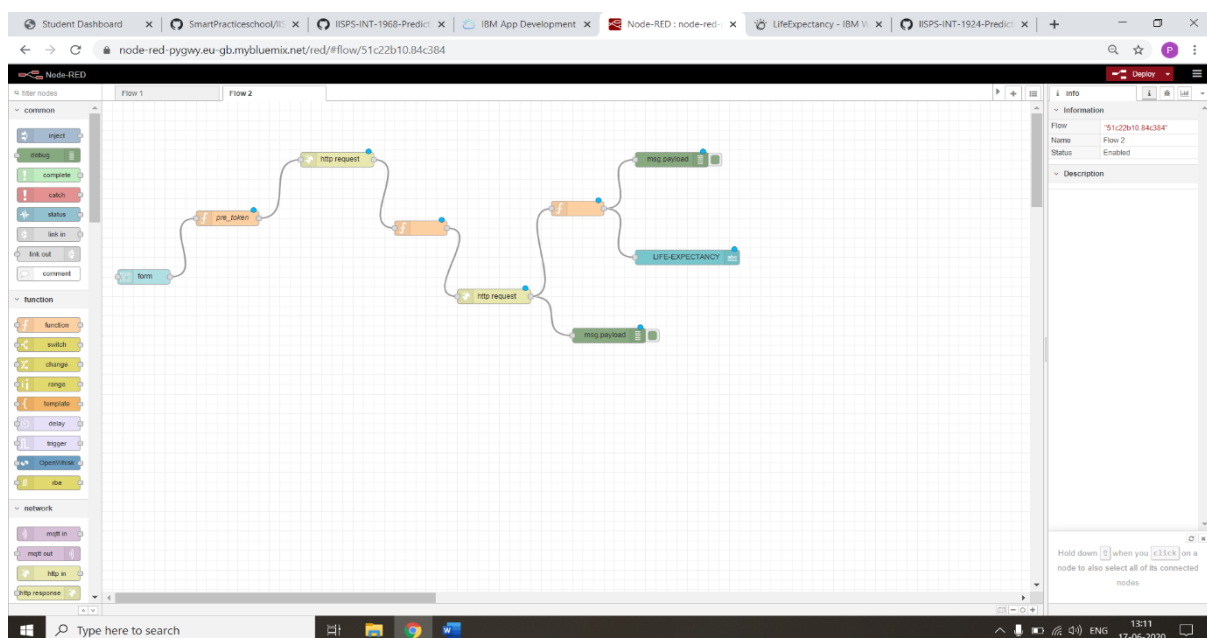 Student Dashboard
SmartPracticeschool/IIS
IISPS-INT-1968-Predict
IBM App Development
Node-RED : node-red-
LifeExpectancy - IBM W
IISPS-INT-1924-Predict
node-red-pygwy.eu-gb.mybluemix.net/red/#flow/51c22b10.84c384
P
Node-RED
Deploy
filter nodes
Flow 1
Flow 2
info
i
common
inject
debug
complete
catch
status
link in
link out
comment
function
function
switch
change
range
template
delay
trigger
OpenWhisk
rbe
network
mqtt in
mqtt out
http in
http response
form
pre_token
http request
f
http request
f
msg.payload
LIFE-EXPECTANCY
abc
msg.payload
Information
Flow "51c22b10.84c384"
Name Flow 2
Status Enabled
Description
Hold down ⇧ when you click on a
node to also select all of its connected
nodes
Type here to search
W
ENG
13:11
17-06-2020